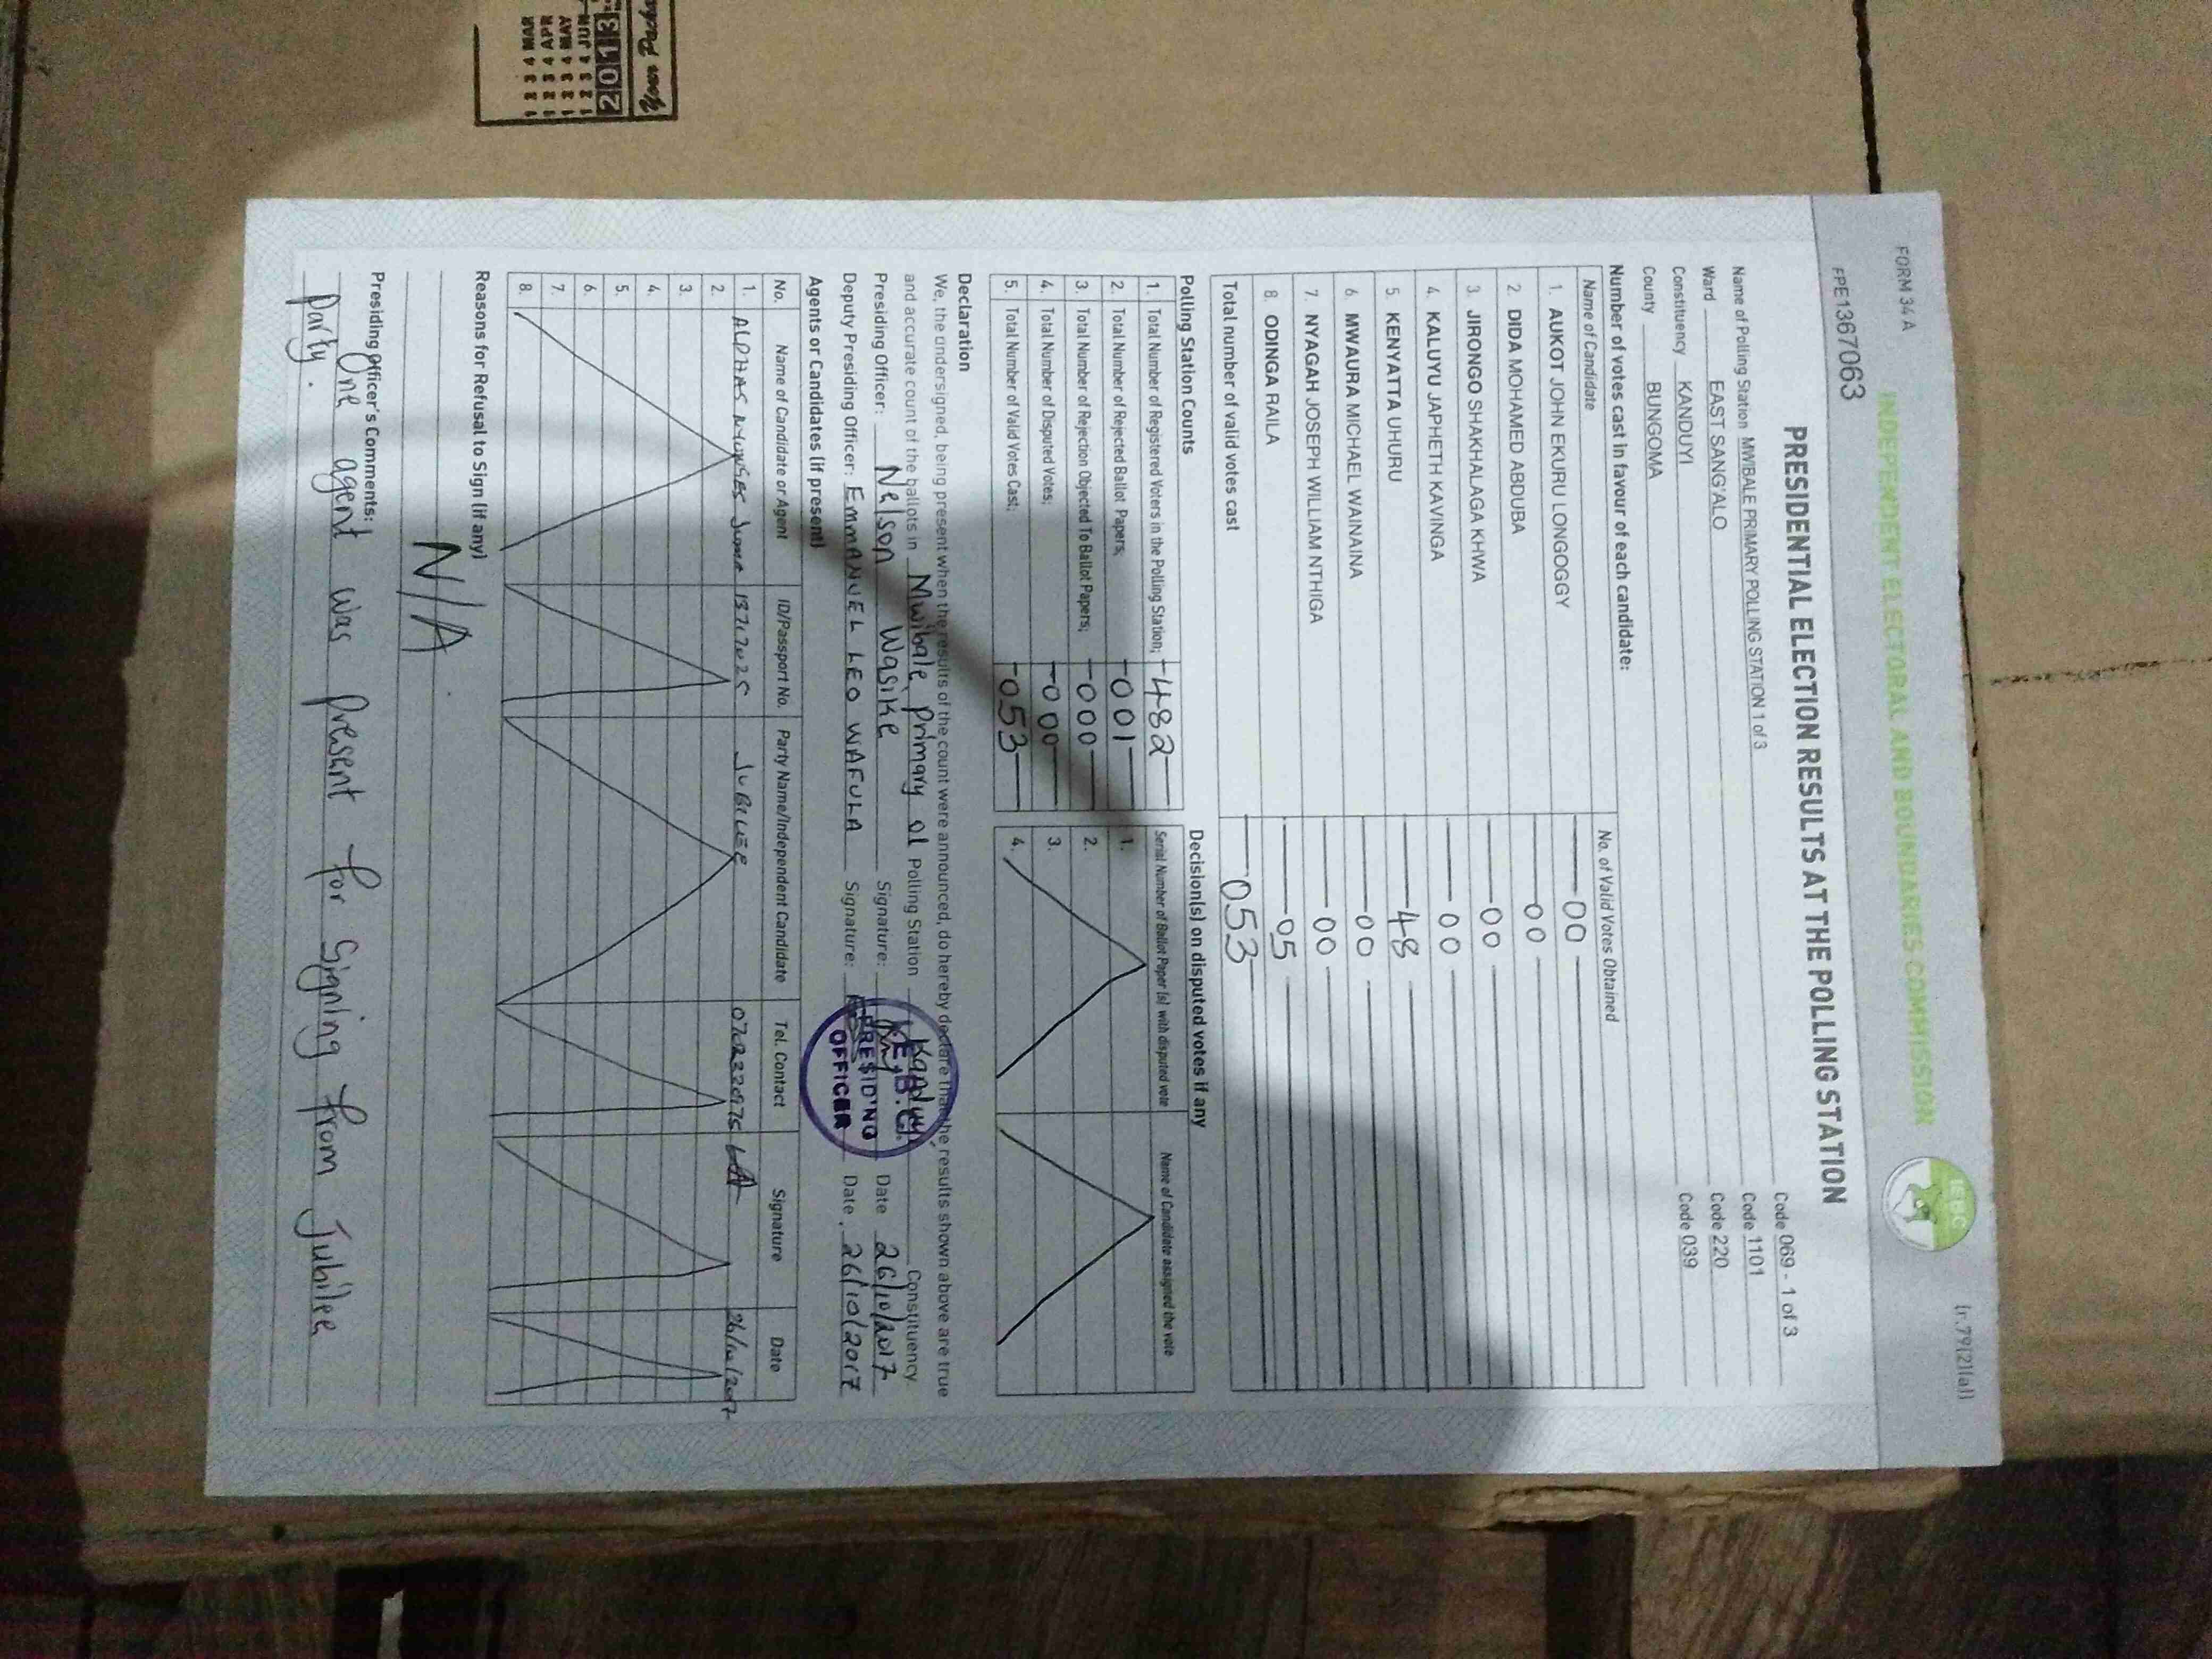 FORM 34 A
(r.79(2)(a))
INDEPENDENT ELECTORAL AND BOUNDARIES COMMISSION
IEBC
FPE1367063
PRESIDENTIAL ELECTION RESULTS AT THE POLLING STATION
Name of Polling Station MWIBALE PRIMARY POLLING STATION 1 of 3 Code 069 - 1 of 3
Ward EAST SANG'ALO Code 1101
Constituency KANDUYI Code 220
County BUNGOMA Code 039
Number of votes cast in favour of each candidate:
Name of Candidate No. of Valid Votes Obtained
1. AUKOT JOHN EKURU LONGOGGY 00
2. DIDA MOHAMED ABDUBA 00
3. JIRONGO SHAKHALAGA KHWA 00
4. KALUYU JAPHETH KAVINGA 00
5. KENYATTA UHURU 48
6. MWAURA MICHAEL WAINAINA 00
7. NYAGAH JOSEPH WILLIAM NTHIGA 00
8. ODINGA RAILA 05
Total number of valid votes cast 053
Polling Station Counts
1. Total Number of Registered Voters in the Polling Station; 482
2. Total Number of Rejected Ballot Papers; 001
3. Total Number of Rejection Objected To Ballot Papers; 000
4. Total Number of Disputed Votes; 000
5. Total Number of Valid Votes Cast; 053
Decision(s) on disputed votes if any
Serial Number of Ballot Paper (s) with disputed vote Name of Candidate assigned the vote
1.
2.
3.
4.
Declaration
We, the undersigned, being present when the results of the count were announced, do hereby declare that the results shown above are true
and accurate count of the ballots in Mwibale primary 01 Polling Station Kanduyi Constituency.
Presiding Officer: Nelson Wasike Signature: Date 26/10/2017
Deputy Presiding Officer: EMMANUEL LEO WAFULA Signature: Date 26/10/2017
PRESIDING
OFFICER
Agents or Candidates (if present)
No. Name of Candidate or Agent ID/Passport No. Party Name/Independent Candidate Tel. Contact Signature Date
1. JUBILEE 26/10/2017
2.
3.
4.
5.
6.
7.
8.
Reasons for Refusal to Sign (if any)
N/A
Presiding Officer's Comments:
One agent was present for signing from Jubilee
party.
2013
MAY 4 3 2 1
APR 4 3 2 1
MAR 4 3 2 1